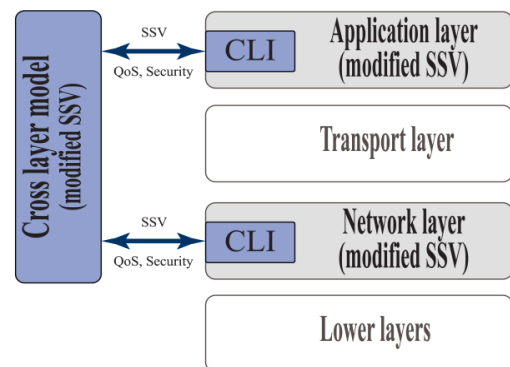 Cross layer model
(modified SSV)
SSV
QoS, Security
CLI
Application layer
(modified SSV)
Transport layer
SSV
QoS, Security
CLI
Network layer
(modified SSV)
Lower layers